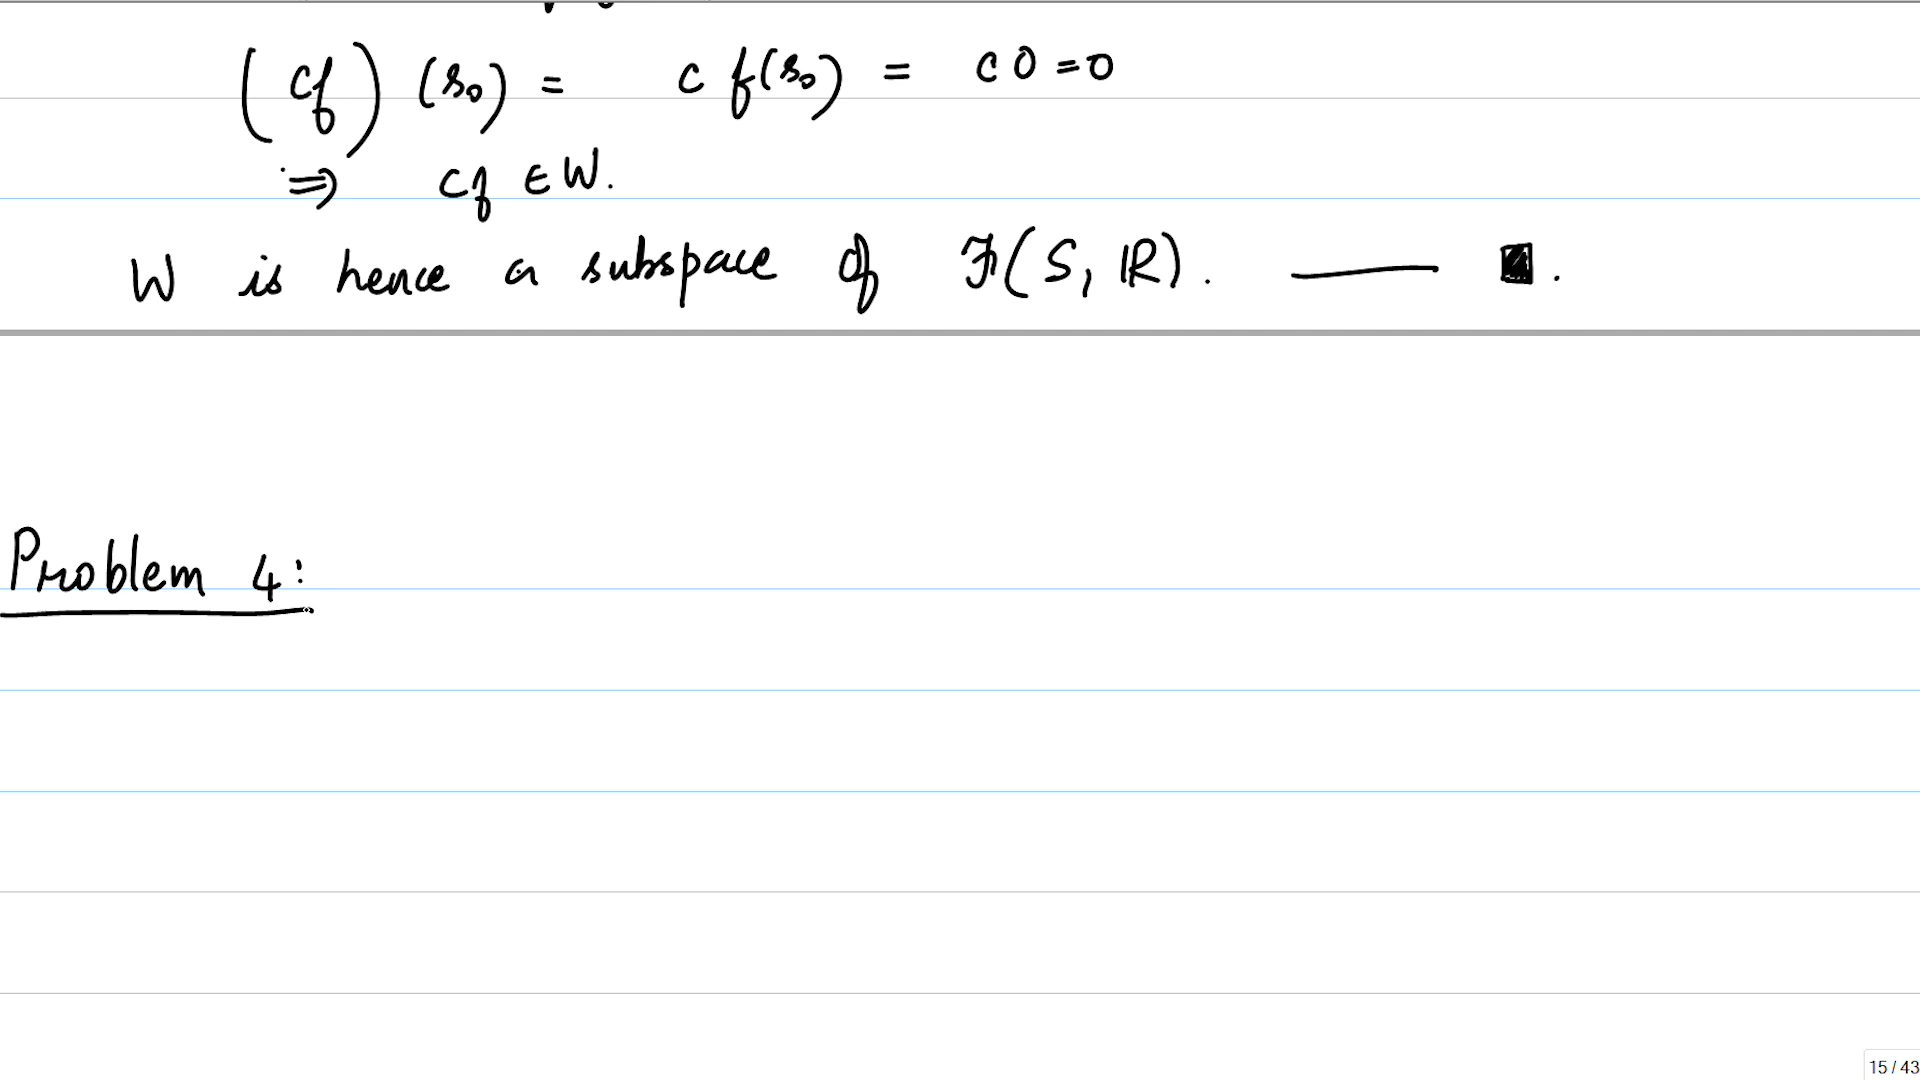 (cf)(s₀) = c f(s₀) = c 0 = 0
⇒ cf ∈ W.
W is hence a subspace of ℱ(S, ℝ). — ■.
Problem 4:
15 / 43